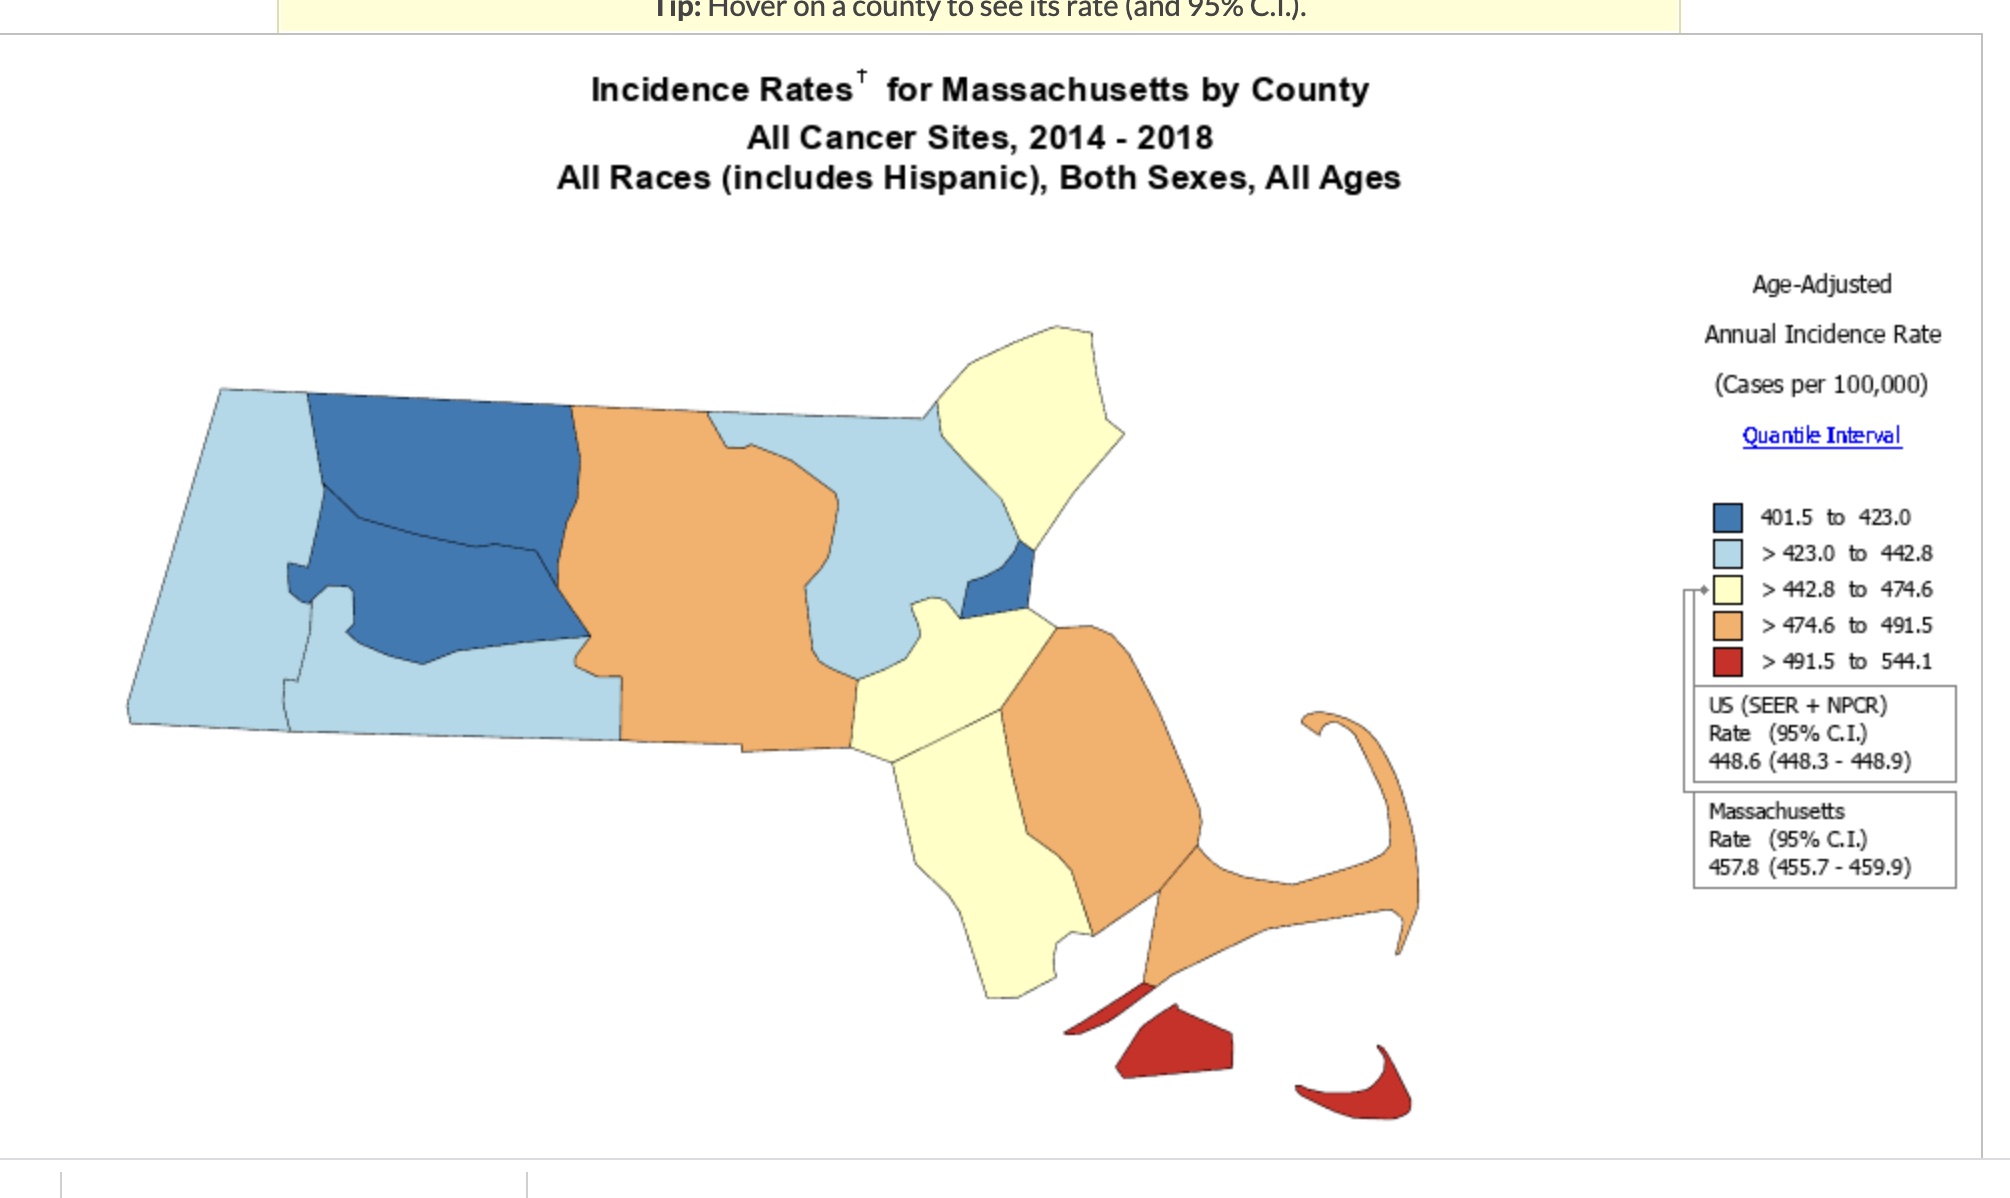 Tip: Hover on a county to see its rate (and 95% C.I.).
Incidence Rates† for Massachusetts by County
All Cancer Sites, 2014 - 2018
All Races (includes Hispanic), Both Sexes, All Ages
Age-Adjusted
Annual Incidence Rate
(Cases per 100,000)
Quantile Interval
401.5 to 423.0
> 423.0 to 442.8
> 442.8 to 474.6
> 474.6 to 491.5
> 491.5 to 544.1
US (SEER + NPCR)
Rate (95% C.I.)
448.6 (448.3 - 448.9)
Massachusetts
Rate (95% C.I.)
457.8 (455.7 - 459.9)